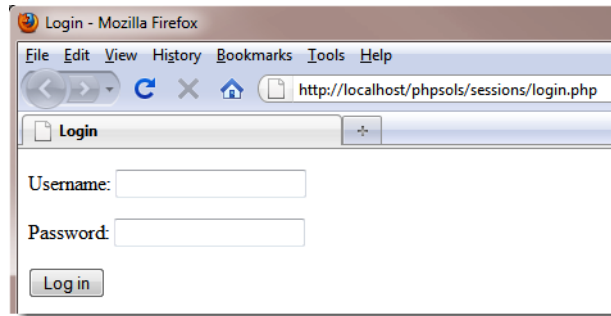 Login - Mozilla Firefox
File Edit View History Bookmarks Tools Help
http://localhost/phpsols/sessions/login.php
Login
Username:
Password:
Log in